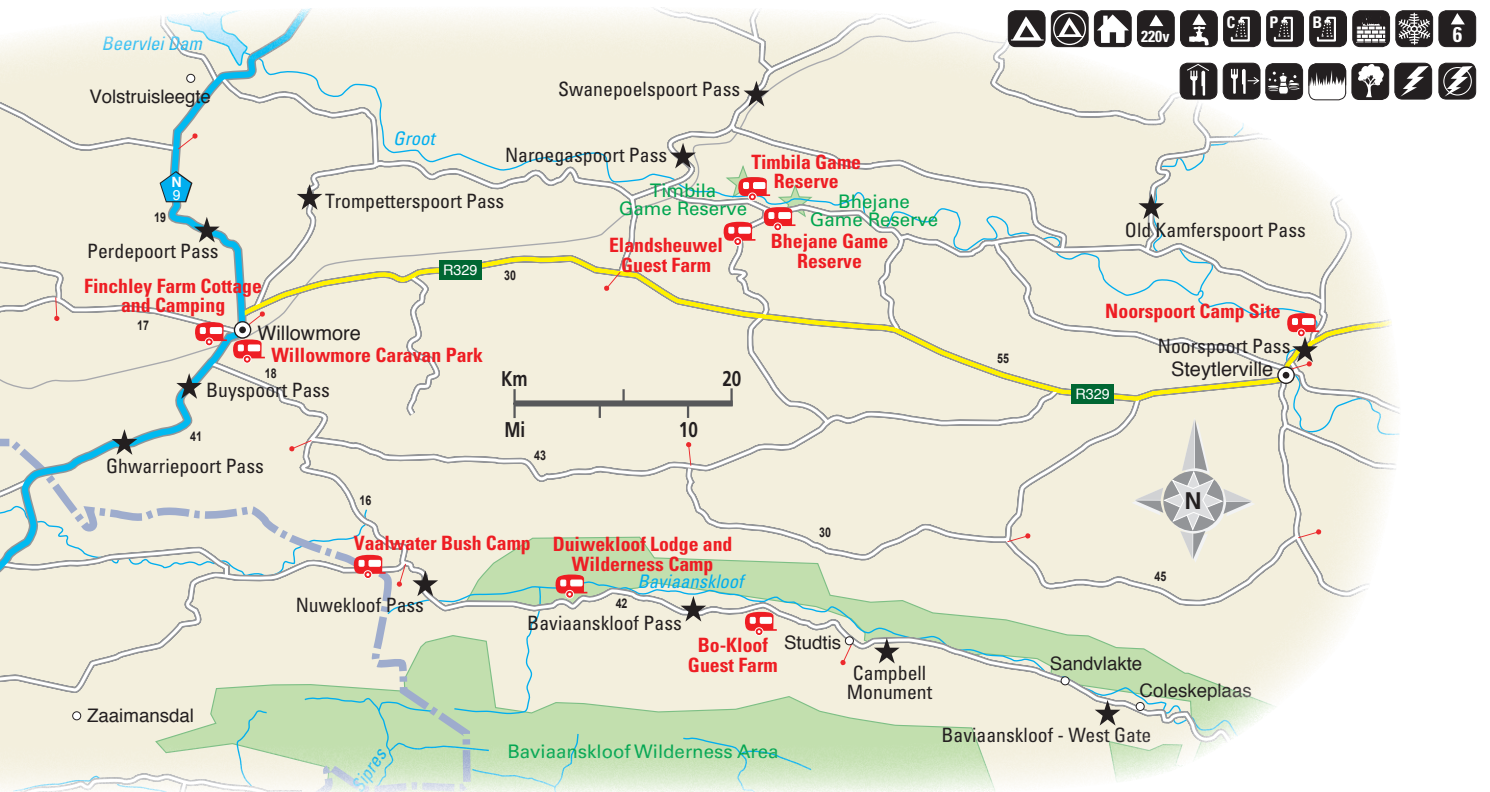 C
P
B
220v
6
Beervlei Dam
Volstruisleegte
Swanepoelspoort Pass
Groot
Naroegaspoort Pass
Timbila Game
Reserve
N
9
Trompetterspoort Pass
Timbila
Game Reserve
Bhejane
Game Reserve
19
Perdepoort Pass
Old Kamferspoort Pass
Elandsheuwel
Guest Farm
Bhejane Game
Reserve
R329
30
Finchley Farm Cottage
and Camping
17
Willowmore
Noorspoort Camp Site
Willowmore Caravan Park
Noorspoort Pass
55
Steytlerville
18
Buyspoort Pass
Km
20
R329
Mi
10
41
Ghwarriepoort Pass
43
16
N
30
Vaalwater Bush Camp
Duiwekloof Lodge and
Wilderness Camp
Baviaanskloof
45
Nuwekloof Pass
42
Baviaanskloof Pass
Studtis
Bo-Kloof
Guest Farm
Campbell
Monument
Sandvlakte
Coleskeplaas
Zaaimansdal
Baviaanskloof - West Gate
Baviaanskloof Wilderness Area
Sipres